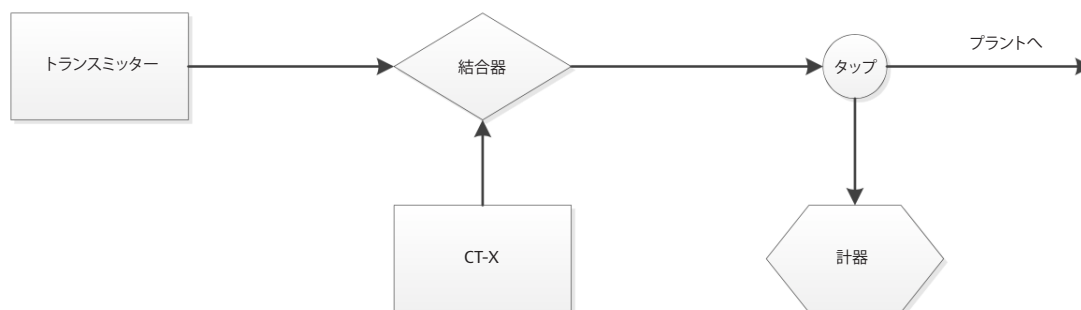 トランスミッター
結合器
タップ
プラントへ
CT-X
計器